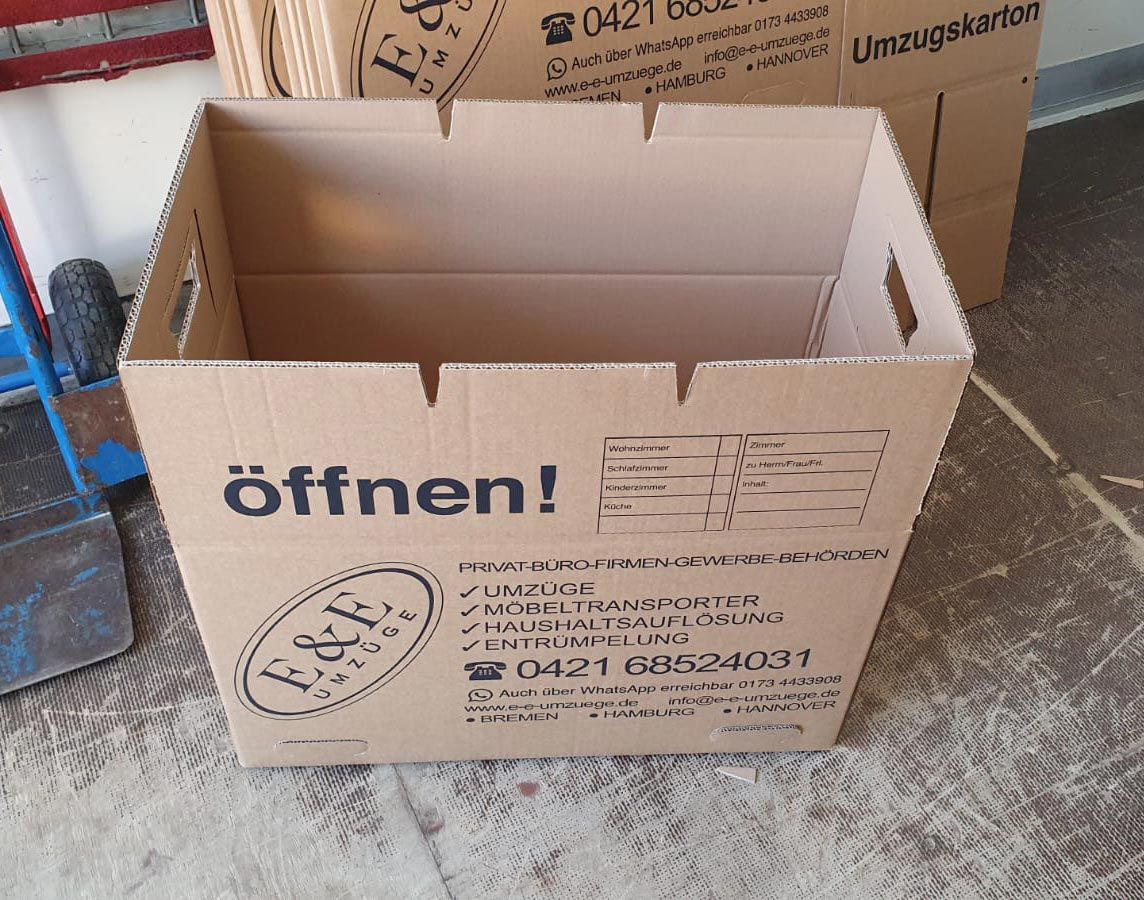 E&E
UMZÜ
0421 68524
Auch über WhatsApp erreichbar 0173 4433908
www.e-e-umzuege.de info@e-e-umzuege.de
BREMEN • HAMBURG • HANNOVER
Umzugskarton
öffnen!
Wohnzimmer
Schlafzimmer
Kinderzimmer
Küche
Zimmer
zu Herrn/Frau/Frl.
Inhalt:
PRIVAT-BÜRO-FIRMEN-GEWERBE-BEHÖRDEN
✓ UMZÜGE
✓ MÖBELTRANSPORTER
✓ HAUSHALTSAUFLÖSUNG
✓ ENTRÜMPELUNG
E&E
UMZÜGE
0421 68524031
Auch über WhatsApp erreichbar 0173 4433908
www.e-e-umzuege.de info@e-e-umzuege.de
• BREMEN • HAMBURG • HANNOVER